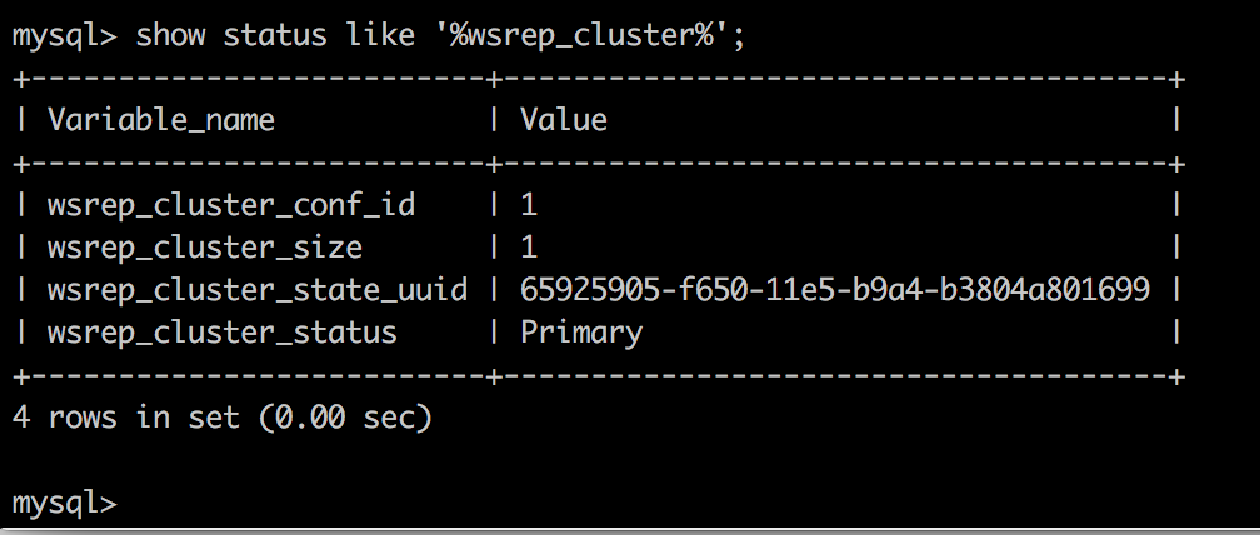 mysql> show status like '%wsrep_cluster%';
+--------------------------+--------------------------------------+
| Variable_name            | Value                                |
+--------------------------+--------------------------------------+
| wsrep_cluster_conf_id    | 1                                    |
| wsrep_cluster_size       | 1                                    |
| wsrep_cluster_state_uuid | 65925905-f650-11e5-b9a4-b3804a801699 |
| wsrep_cluster_status     | Primary                              |
+--------------------------+--------------------------------------+
4 rows in set (0.00 sec)
mysql>